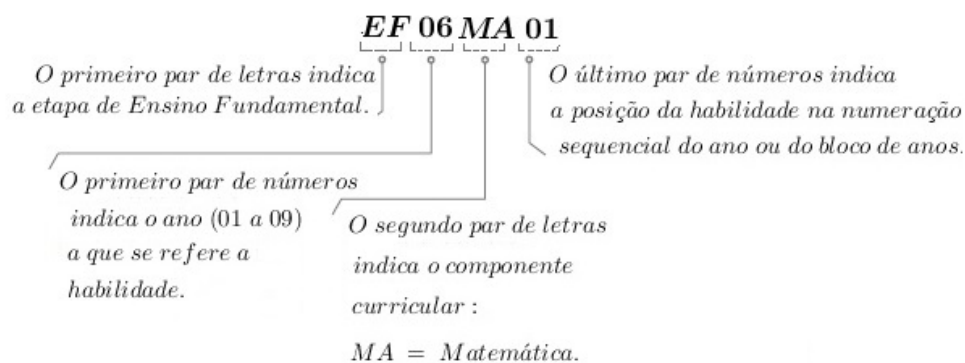 EF 06 MA 01
O primeiro par de letras indica
a etapa de Ensino Fundamental.
O último par de números indica
a posição da habilidade na numeração
sequencial do ano ou do bloco de anos.
O primeiro par de números
indica o ano (01 a 09)
a que se refere a
habilidade.
O segundo par de letras
indica o componente
curricular :
MA = Matemática.